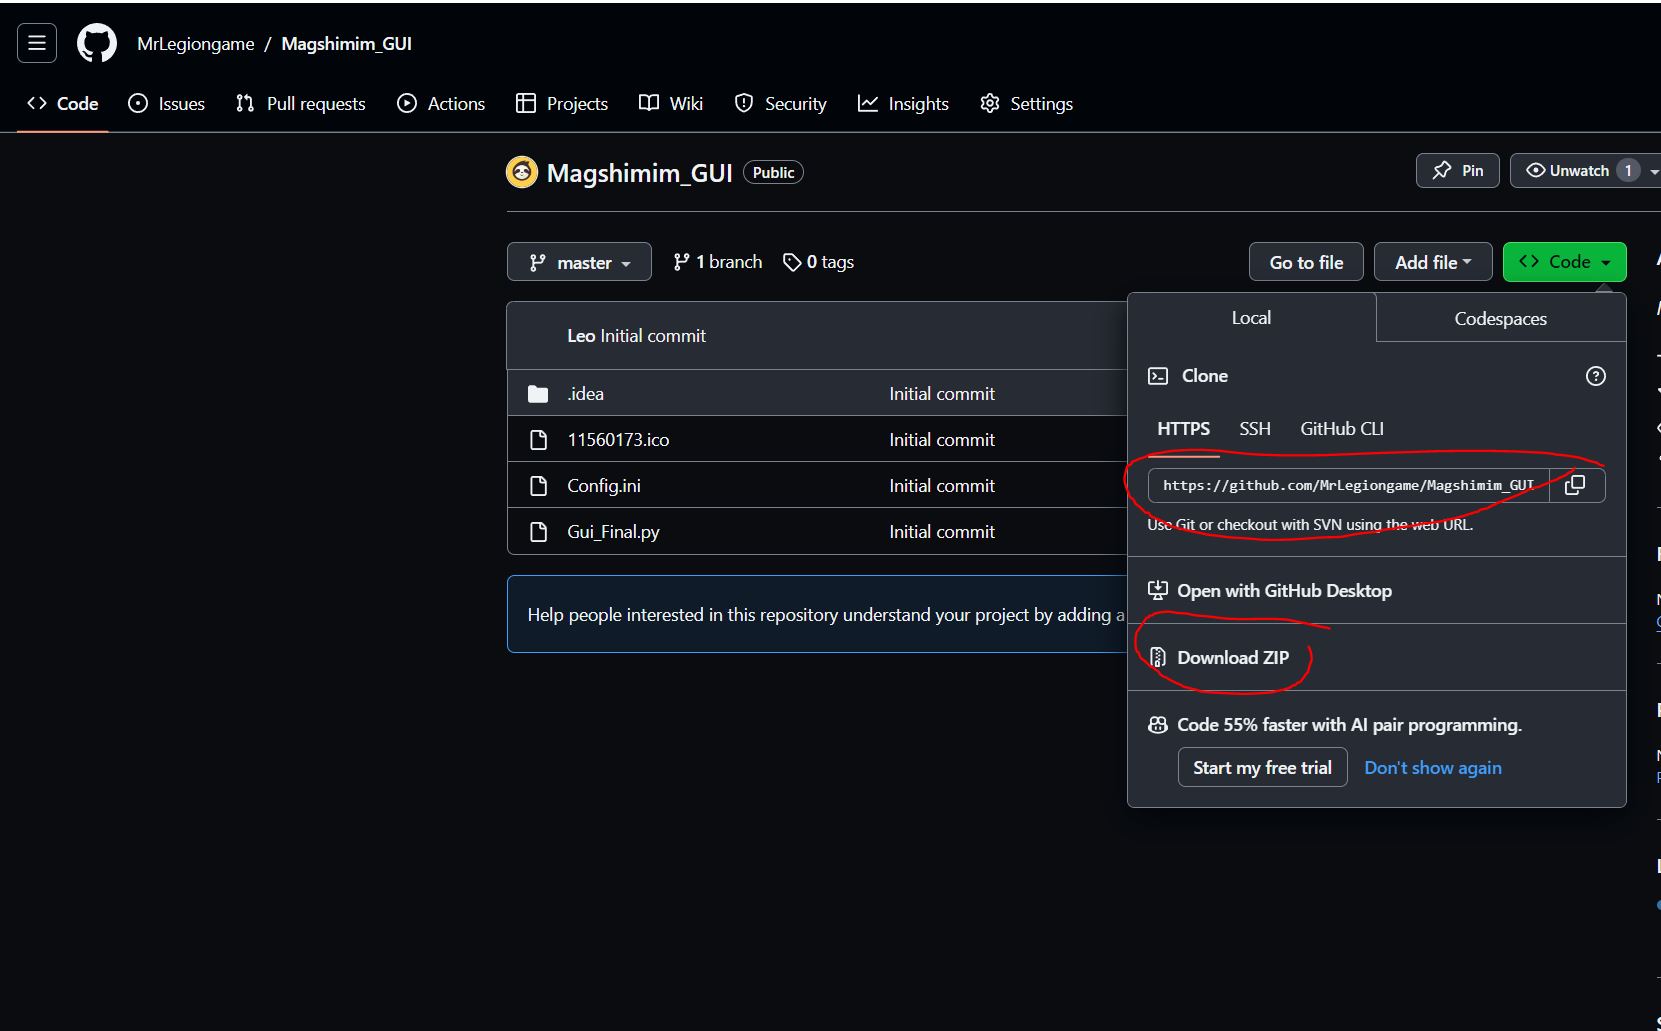 MrLegiongame / Magshimim_GUI
Code Issues Pull requests Actions Projects Wiki Security Insights Settings
Magshimim_GUI Public
Pin Unwatch 1
master 1 branch 0 tags
Go to file Add file Code
Leo Initial commit
.idea Initial commit
11560173.ico Initial commit
Config.ini Initial commit
Gui_Final.py Initial commit
Help people interested in this repository understand your project by adding a
Local Codespaces
Clone
HTTPS SSH GitHub CLI
https://github.com/MrLegiongame/Magshimim_GUI
Use Git or checkout with SVN using the web URL.
Open with GitHub Desktop
Download ZIP
Code 55% faster with AI pair programming.
Start my free trial Don't show again